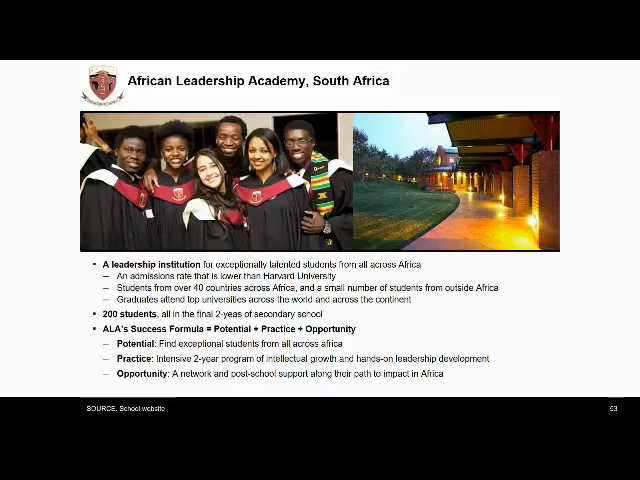 African Leadership Academy, South Africa
A leadership institution for exceptionally talented students from all across Africa
An admissions rate that is lower than Harvard University
Students from over 40 countries across Africa, and a small number of students from outside Africa
Graduates attend top universities across the world and across the continent
200 students, all in the final 2-yeas of secondary school
ALA's Success Formula = Potential + Practice + Opportunity
Potential: Find exceptional students from all across africa
Practice: Intensive 2-year program of intellectual growth and hands-on leadership development
Opportunity: A network and post-school support along their path to impact in Africa
SOURCE: School website
53